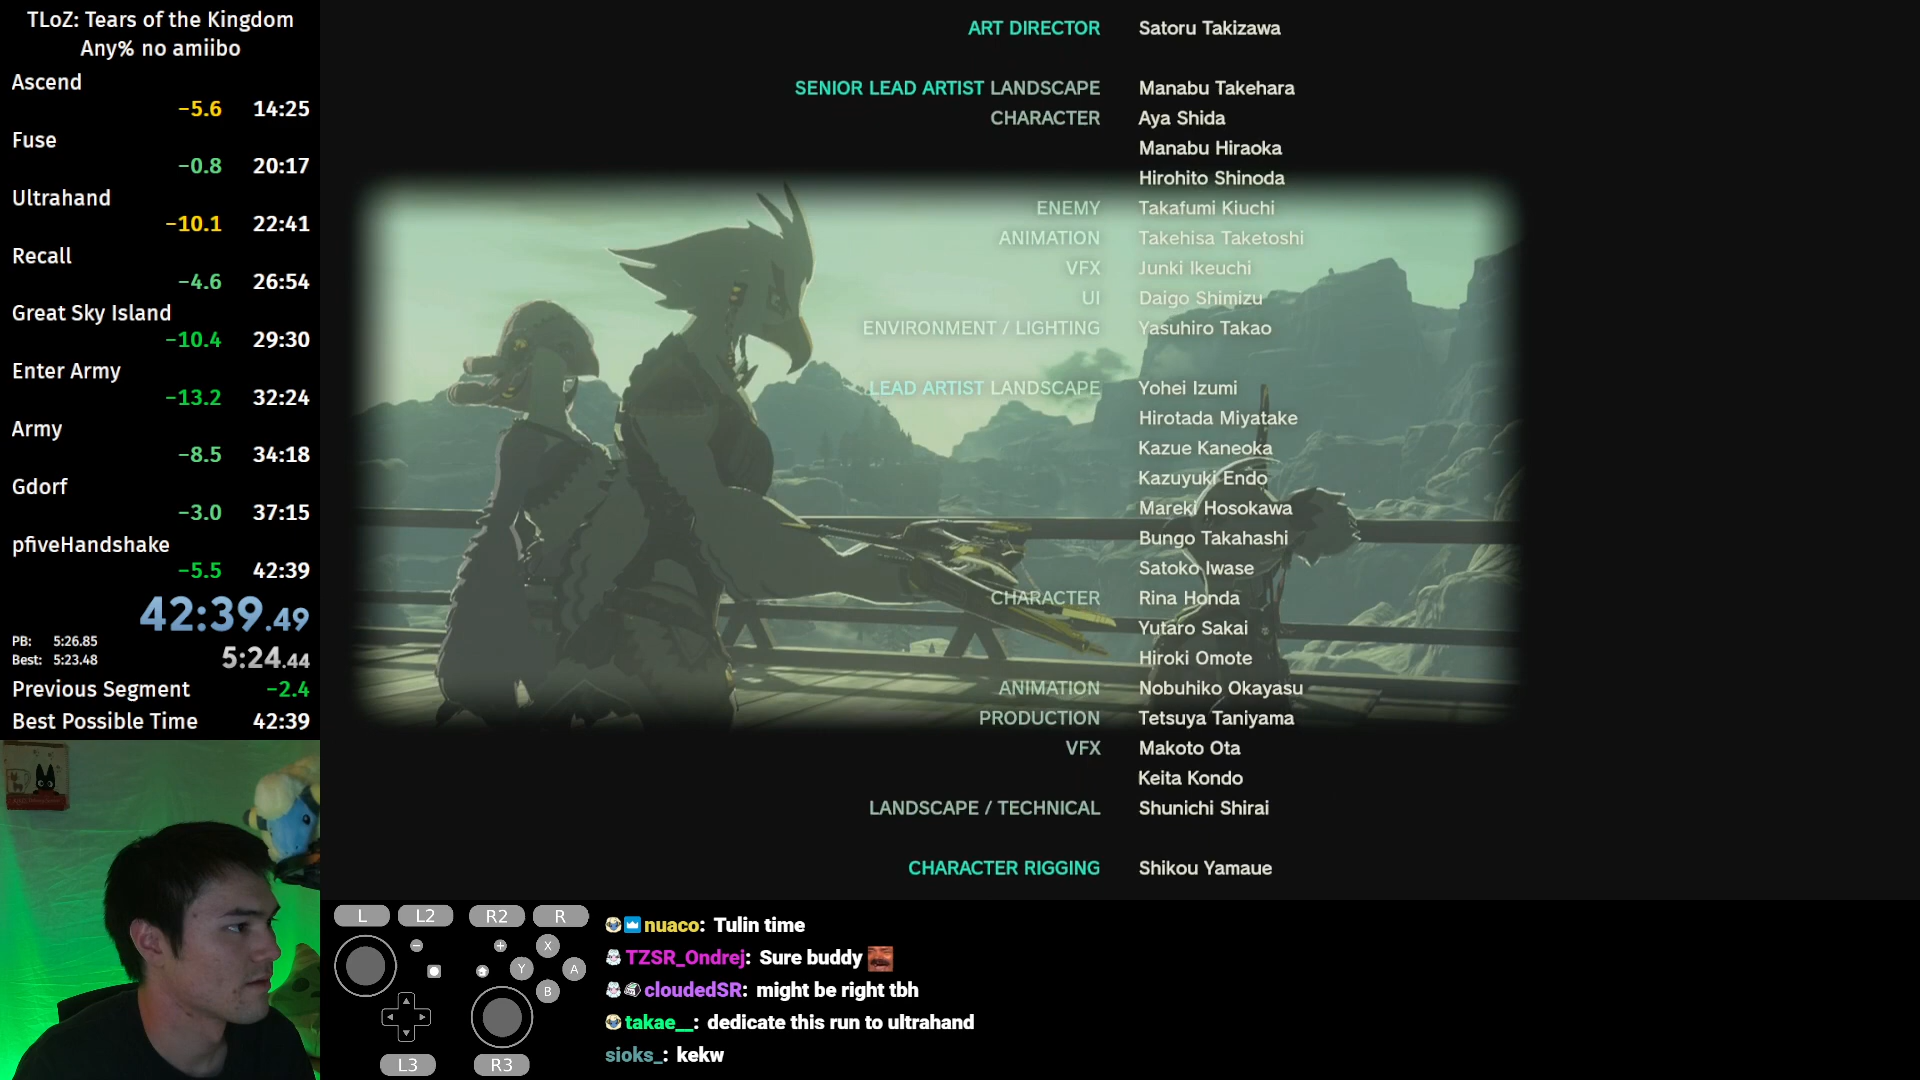 TLoZ: Tears of the Kingdom
Any% no amiibo
Ascend
−5.6 14:25
Fuse
−0.8 20:17
Ultrahand
−10.1 22:41
Recall
−4.6 26:54
Great Sky Island
−10.4 29:30
Enter Army
−13.2 32:24
Army
−8.5 34:18
Gdorf
−3.0 37:15
pfiveHandshake
−5.5 42:39
42:39.49
PB: 5:26.85
Best: 5:23.48
5:24.44
Previous Segment −2.4
Best Possible Time 42:39
ART DIRECTOR Satoru Takizawa
SENIOR LEAD ARTIST LANDSCAPE Manabu Takehara
CHARACTER Aya Shida
Manabu Hiraoka
Hirohito Shinoda
ENEMY Takafumi Kiuchi
ANIMATION Takehisa Taketoshi
VFX Junki Ikeuchi
UI Daigo Shimizu
ENVIRONMENT / LIGHTING Yasuhiro Takao
LEAD ARTIST LANDSCAPE Yohei Izumi
Hirotada Miyatake
Kazue Kaneoka
Kazuyuki Endo
Mareki Hosokawa
Bungo Takahashi
Satoko Iwase
CHARACTER Rina Honda
Yutaro Sakai
Hiroki Omote
ANIMATION Nobuhiko Okayasu
PRODUCTION Tetsuya Taniyama
VFX Makoto Ota
Keita Kondo
LANDSCAPE / TECHNICAL Shunichi Shirai
CHARACTER RIGGING Shikou Yamaue
L L2 R2 R
X
Y A
B
L3 R3
nuaco: Tulin time
TZSR_Ondrej: Sure buddy
cloudedSR: might be right tbh
takae__: dedicate this run to ultrahand
sioks_: kekw